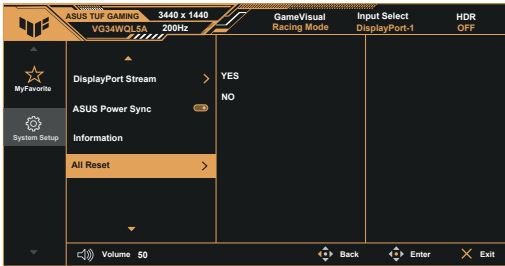 ASUS TUF GAMING 3440 x 1440 GameVisual Input Select HDR
VG34WQL5A 200Hz Racing Mode DisplayPort-1 OFF
MyFavorite
System Setup
DisplayPort Stream
ASUS Power Sync
Information
All Reset
YES
NO
Volume 50 Back Enter Exit